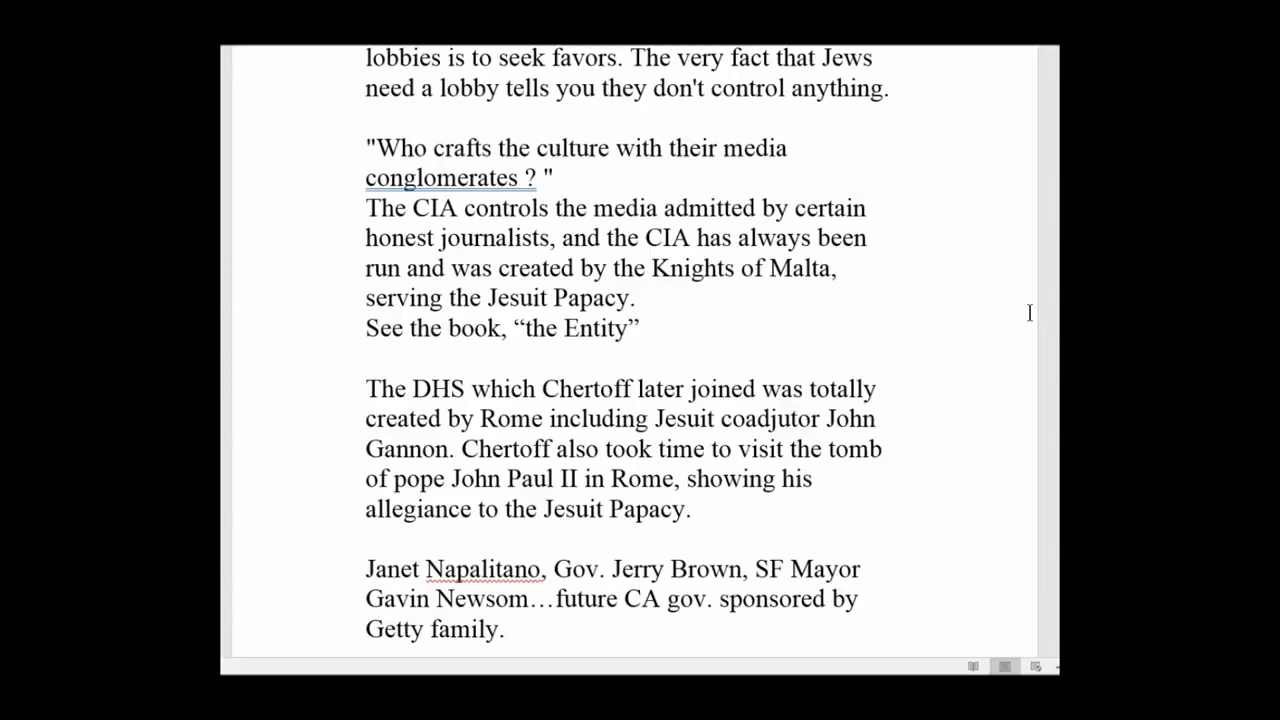 lobbies is to seek favors. The very fact that Jews
need a lobby tells you they don't control anything.
"Who crafts the culture with their media
conglomerates ? "
The CIA controls the media admitted by certain
honest journalists, and the CIA has always been
run and was created by the Knights of Malta,
serving the Jesuit Papacy.
See the book, “the Entity”
The DHS which Chertoff later joined was totally
created by Rome including Jesuit coadjutor John
Gannon. Chertoff also took time to visit the tomb
of pope John Paul II in Rome, showing his
allegiance to the Jesuit Papacy.
Janet Napalitano, Gov. Jerry Brown, SF Mayor
Gavin Newsom…future CA gov. sponsored by
Getty family.